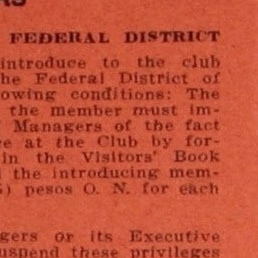 FEDERAL DISTRICT
introduce to the club
he Federal District of
owing conditions: The
the member must im-
Managers of the fact
e at the Club by for-
in the Visitors' Book
the introducing mem-
) pesos O. N. for each
gers or its Executive
uspend these privileges